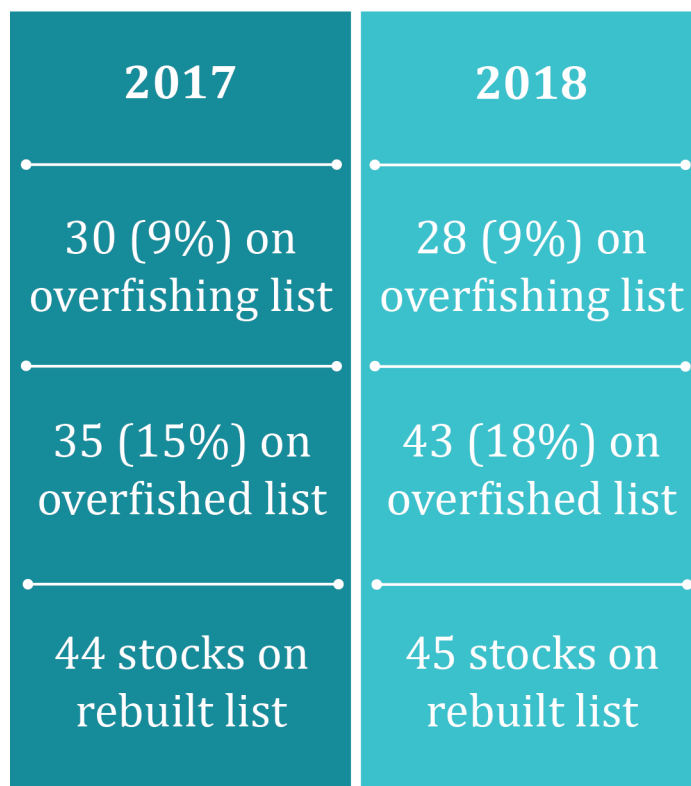 2017
30 (9%) on
overfishing list
35 (15%) on
overfished list
44 stocks on
rebuilt list
2018
28 (9%) on
overfishing list
43 (18%) on
overfished list
45 stocks on
rebuilt list